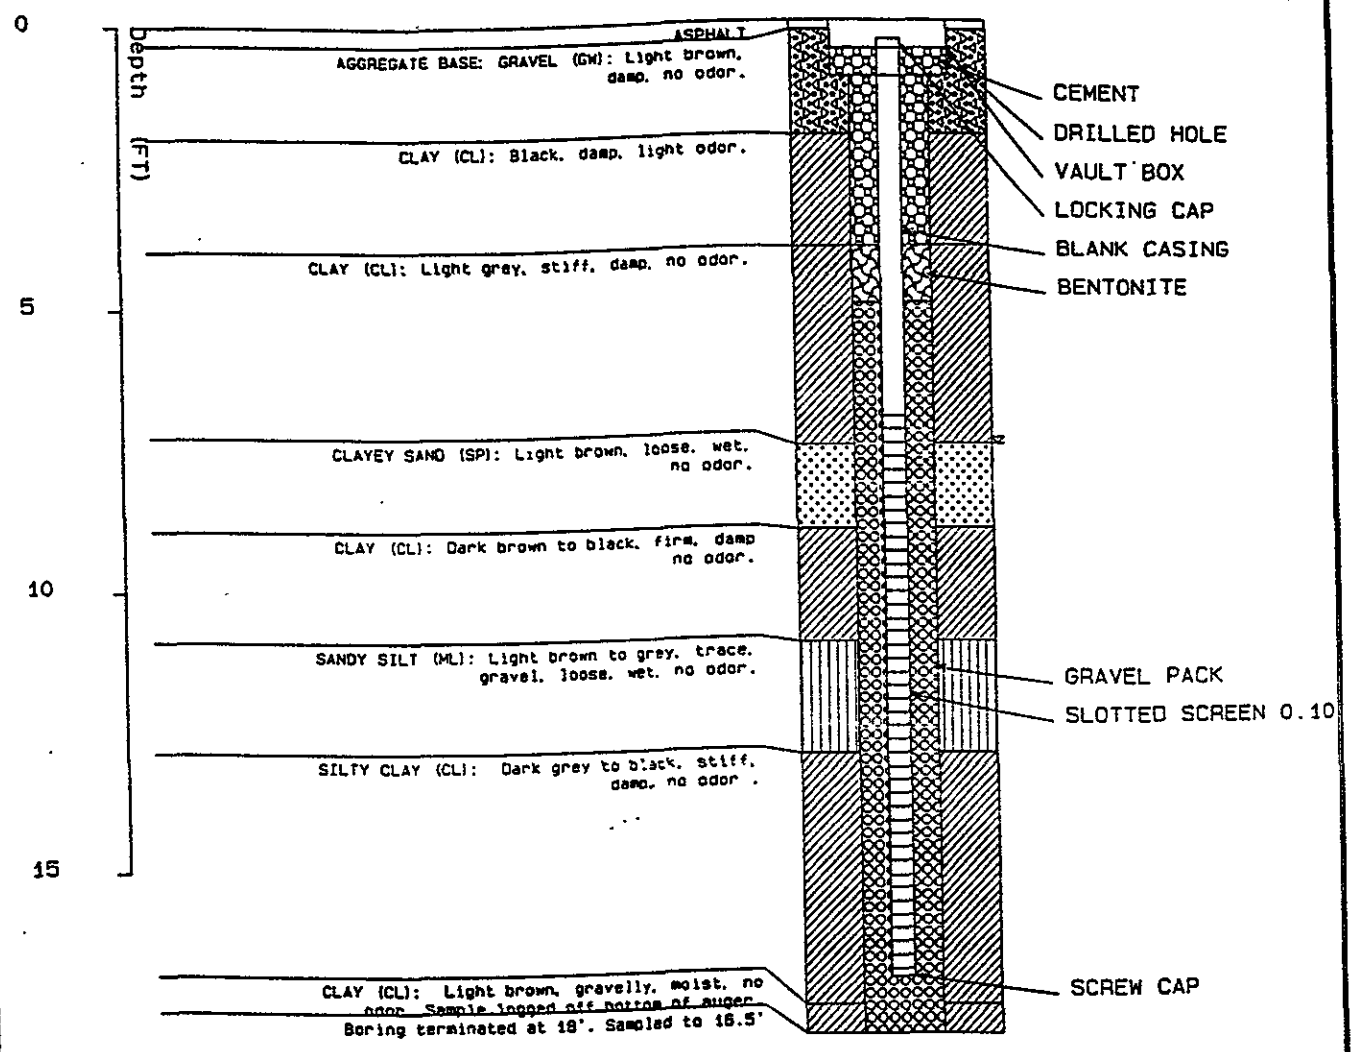 0
Depth (FT)
ASPHALT
AGGREGATE BASE: GRAVEL (GW): Light brown,
damp, no odor.
CEMENT
DRILLED HOLE
CLAY (CL): Black, damp, light odor.
VAULT BOX
LOCKING CAP
BLANK CASING
CLAY (CL): Light grey, stiff, damp, no odor.
BENTONITE
5
CLAYEY SAND (SP): Light brown, loose, wet,
no odor.
CLAY (CL): Dark brown to black, firm, damp
no odor.
10
SANDY SILT (ML): Light brown to grey, trace,
gravel, loose, wet, no odor.
GRAVEL PACK
SLOTTED SCREEN 0.10
SILTY CLAY (CL): Dark grey to black, stiff,
damp, no odor .
15
CLAY (CL): Light brown, gravelly, moist, no
odor. Sample logged off bottom of auger
SCREW CAP
Boring terminated at 18'. Sampled to 16.5'